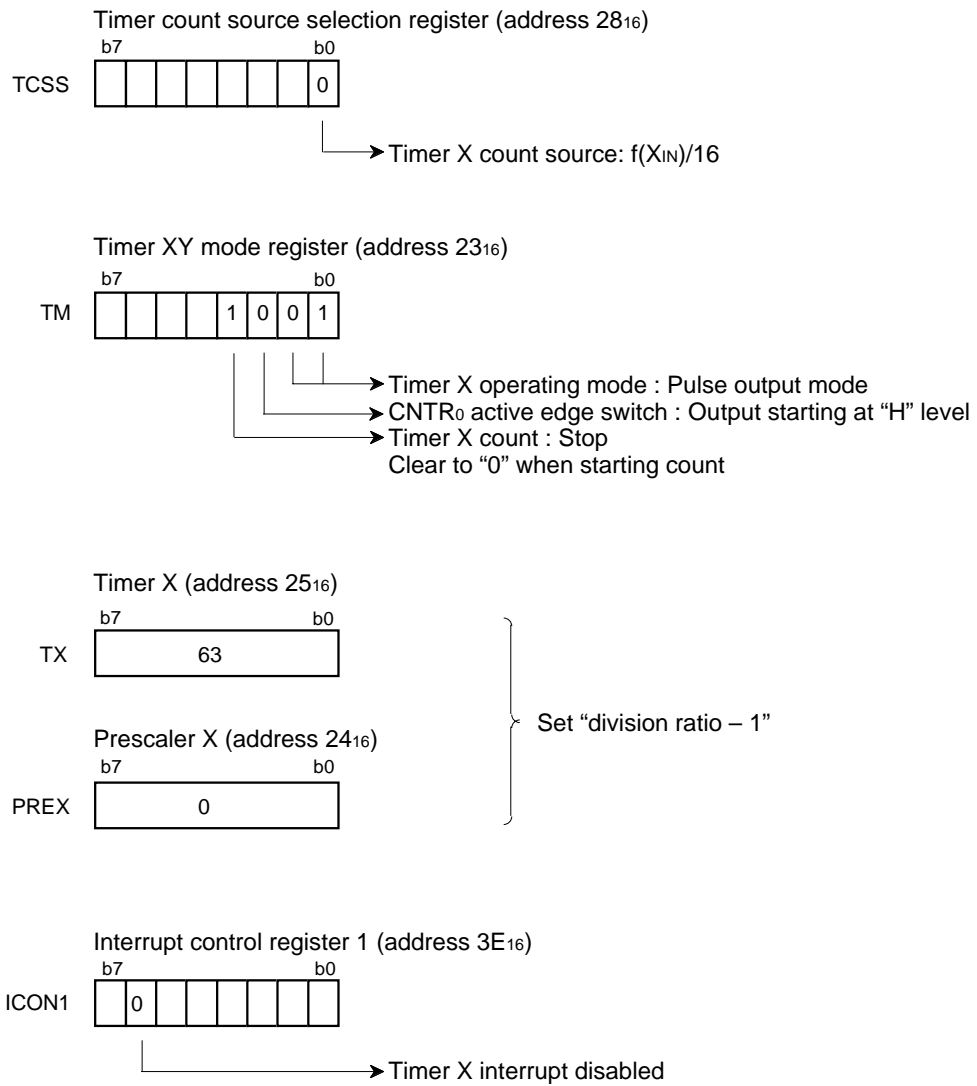 Timer count source selection register (address 2816)
b7 b0
TCSS 0
Timer X count source: f(XIN)/16
Timer XY mode register (address 2316)
b7 b0
TM 1 0 0 1
Timer X operating mode : Pulse output mode
CNTR0 active edge switch : Output starting at “H” level
Timer X count : Stop
Clear to “0” when starting count
Timer X (address 2516)
b7 b0
TX 63
Set “division ratio – 1”
Prescaler X (address 2416)
b7 b0
PREX 0
Interrupt control register 1 (address 3E16)
b7 b0
ICON1 0
Timer X interrupt disabled